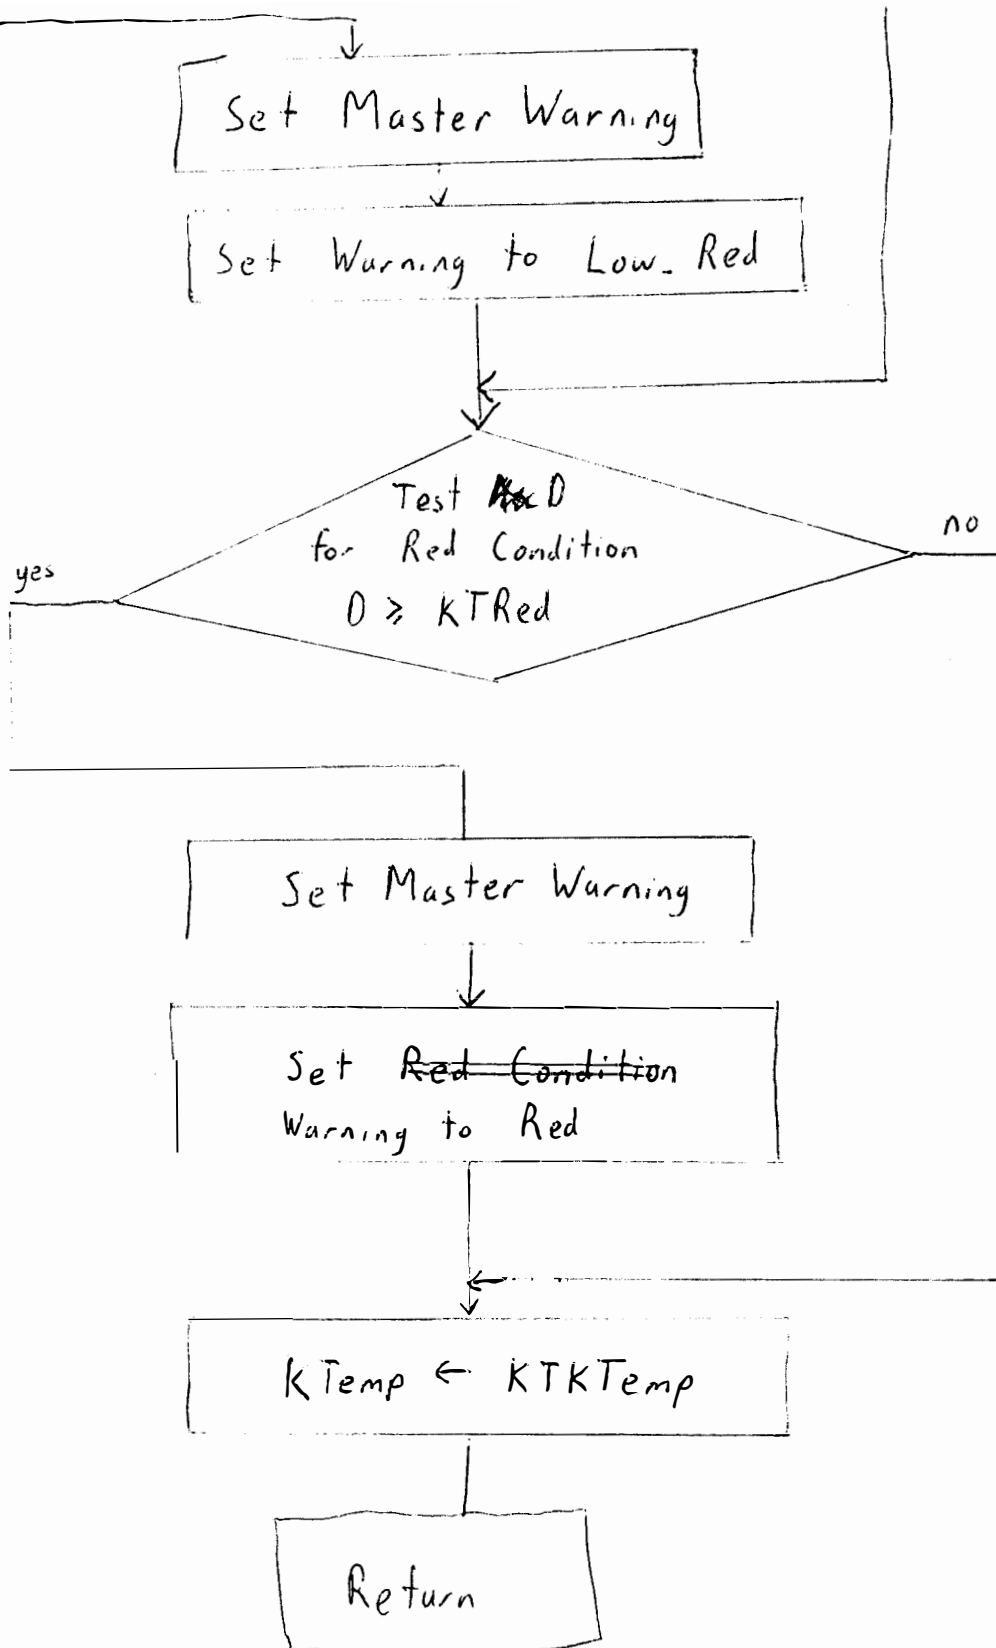 Set Master Warning
Set Warning to Low_Red
Test D
for Red Condition
no
yes
D ≥ KTRed
Set Master Warning
Set Red Condition
Warning to Red
KTemp ← KTKTemp
Return